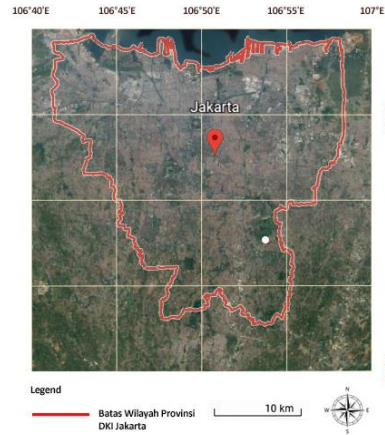 106°40'E 106°45'E 106°50'E 106°55'E 107°E
Jakarta
Legend
Batas Wilayah Provinsi
DKI Jakarta
10 km
N
W E
S